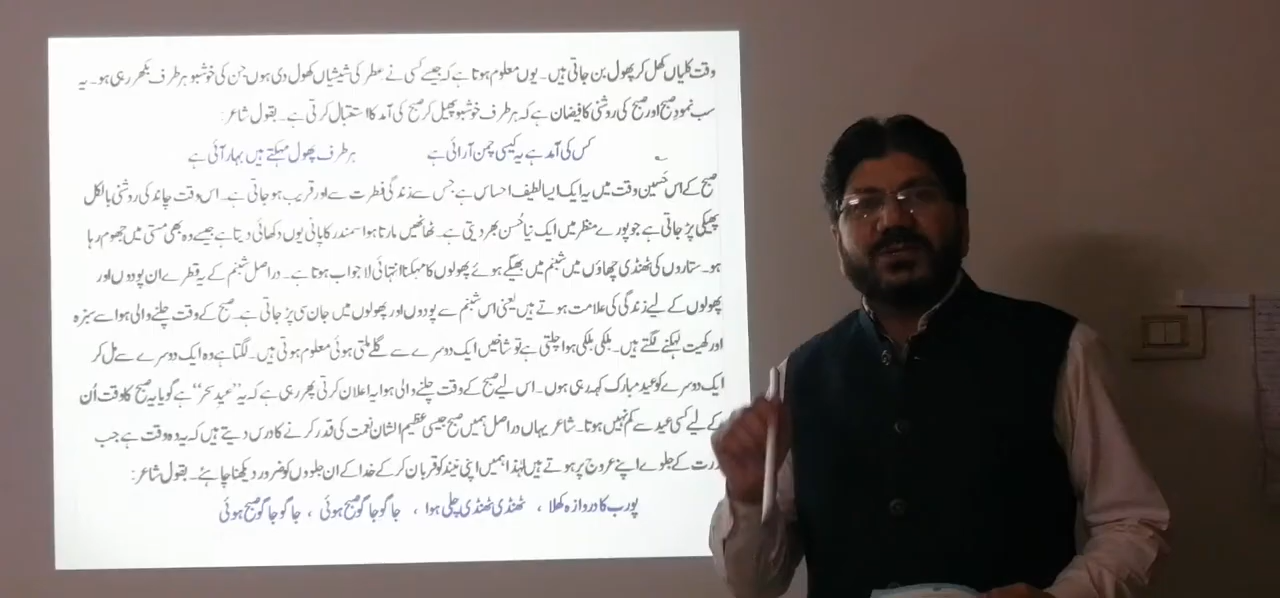 وقت کلیاں کھل کر پھول بن جاتی ہیں۔ یوں معلوم ہوتا ہے کہ جیسے کسی نے عطر کی شیشیاں کھول دی ہوں جن کی خوشبو ہر طرف بکھر رہی ہو۔ یہ
سب نمودِ صبح اور صبح کی روشنی کا فیضان ہے کہ ہر طرف خوشبو پھیل کر صبح کی آمد کا استقبال کرتی ہے۔ بقول شاعر:
کس کی آمد ہے یہ کیسی چمن آرائی ہے ہر طرف پھول مہکتے ہیں بہار آئی ہے
صبح کے اس حَسین وقت میں یہ ایک ایسا لطیف احساس ہے جس سے زندگی فطرت سے اور قریب ہو جاتی ہے۔ اس وقت چاند کی روشنی بالکل
پھیکی پڑ جاتی ہے جو پورے منظر میں ایک نیا حُسن بھر دیتی ہے۔ ٹھاٹھیں مارتا ہوا سمندر کا پانی یوں دکھائی دیتا ہے جیسے وہ بھی مستی میں جھوم رہا
ہو۔ ستاروں کی ٹھنڈی چھاؤں میں شبنم میں بھیگے ہوئے پھولوں کا مہکنا انتہائی لاجواب ہوتا ہے۔ دراصل شبنم کے یہ قطرے ان پودوں اور
پھولوں کے لیے زندگی کی علامت ہوتے ہیں یعنی اس شبنم سے پودوں اور پھولوں میں جان سی پڑ جاتی ہے۔ صبح کے وقت چلنے والی ہوا سے سبزہ
اور کھیت لہکنے لگتے ہیں۔ ہلکی ہلکی ہوا چلتی ہے تو شاخیں ایک دوسرے سے گلے ملتی ہوئی معلوم ہوتی ہیں۔ لگتا ہے وہ ایک دوسرے سے مل کر
ایک دوسرے کو عید مبارک کہہ رہی ہوں۔ اس لیے صبح کے وقت چلنے والی ہوا یہ اعلان کرتی پھر رہی ہے کہ یہ ”عیدِ سحر“ ہے گویا یہ صبح کا وقت اُن
کے لیے کسی عید سے کم نہیں ہوتا۔ شاعر یہاں دراصل ہمیں صبح جیسی عظیم الشان نعمت کی قدر کرنے کا درس دیتے ہیں کہ یہ وہ وقت ہے جب
کے جلوے اپنے عروج پر ہوتے ہیں لہٰذا ہمیں اپنی نیند کو قربان کر کے خدا کے ان جلوؤں کو ضرور دیکھنا چاہئے۔ بقول شاعر:
پورب کا دروازہ کھلا ، ٹھنڈی ٹھنڈی چلی ہوا ، جاگو جاگو صبح ہوئی ، جاگو جاگو صبح ہوئی